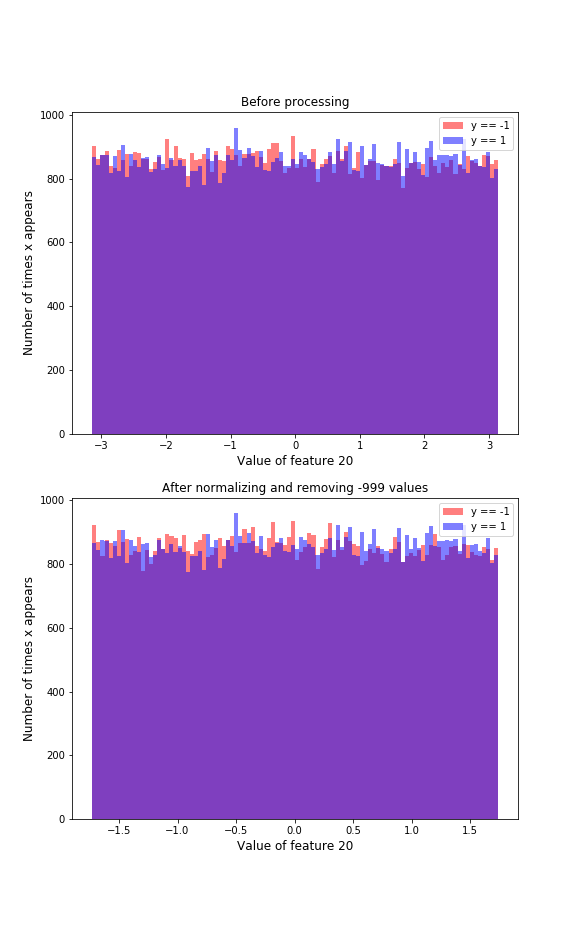 Before processing
1000
800
600
400
200
0
Number of times x appears
y == -1
y == 1
−3 −2 −1 0 1 2 3
Value of feature 20
After normalizing and removing -999 values
1000
800
600
400
200
0
Number of times x appears
y == -1
y == 1
−1.5 −1.0 −0.5 0.0 0.5 1.0 1.5
Value of feature 20